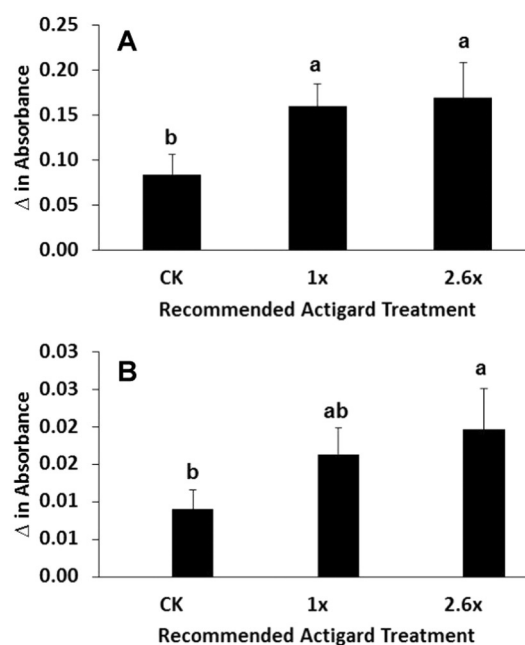 A
0.25
0.20
0.15
0.10
0.05
0.00
Δ in Absorbance
b
a
a
CK 1x 2.6x
Recommended Actigard Treatment
B
0.03
0.03
0.02
0.02
0.01
0.01
0.00
Δ in Absorbance
b
ab
a
CK 1x 2.6x
Recommended Actigard Treatment